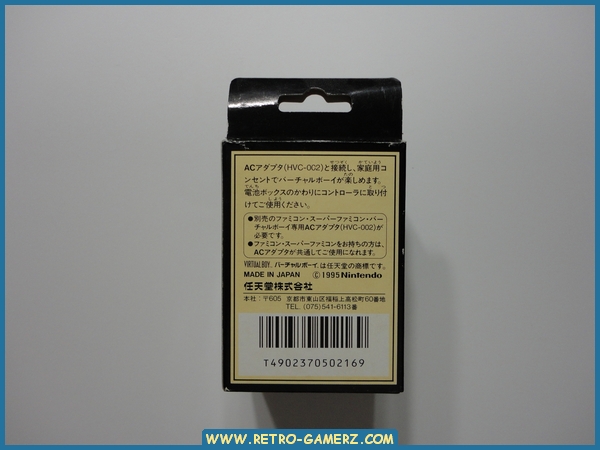 ACアダプタ(HVC-002)と接続し、家庭用コ
ンセントでバーチャルボーイが楽しめます。
電池ボックスのかわりにコントローラに取り付
けてご使用ください。
●別売のファミコン・スーパーファミコン・バー
チャルボーイ専用ACアダプタ(HVC-002)が
必要です。
●ファミコン・スーパーファミコンをお持ちの方は、
ACアダプタが共通してご使用になれます。
VIRTUALBOY, バーチャルボーイ,は任天堂の商標です。
MADE IN JAPAN ©1995 Nintendo
任天堂株式会社
本社:〒605 京都市東山区福稲上高松町60番地
TEL. (075)541-6113番
T4902370502169
WWW.RETRO-GAMERZ.COM